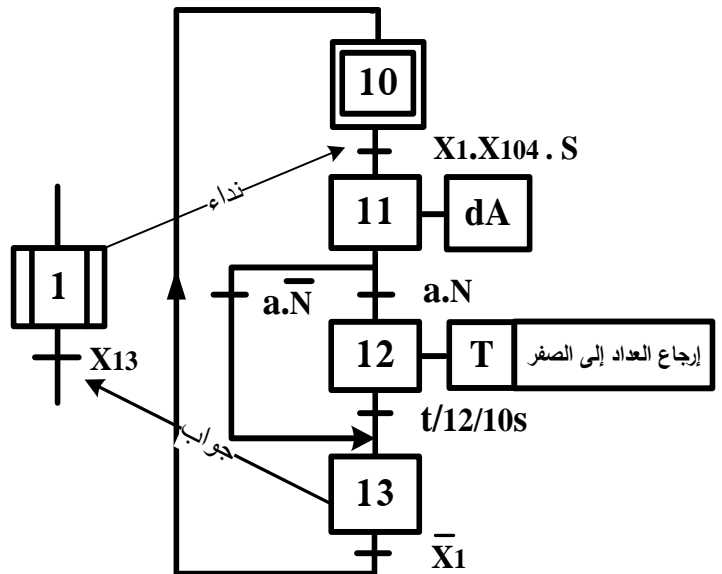 10
X1.X104 . S
نداء
11
dA
1
a.N̅
a.N
X13
12
T
إرجاع العداد إلى الصفر
t/12/10s
جواب
13
X̅1